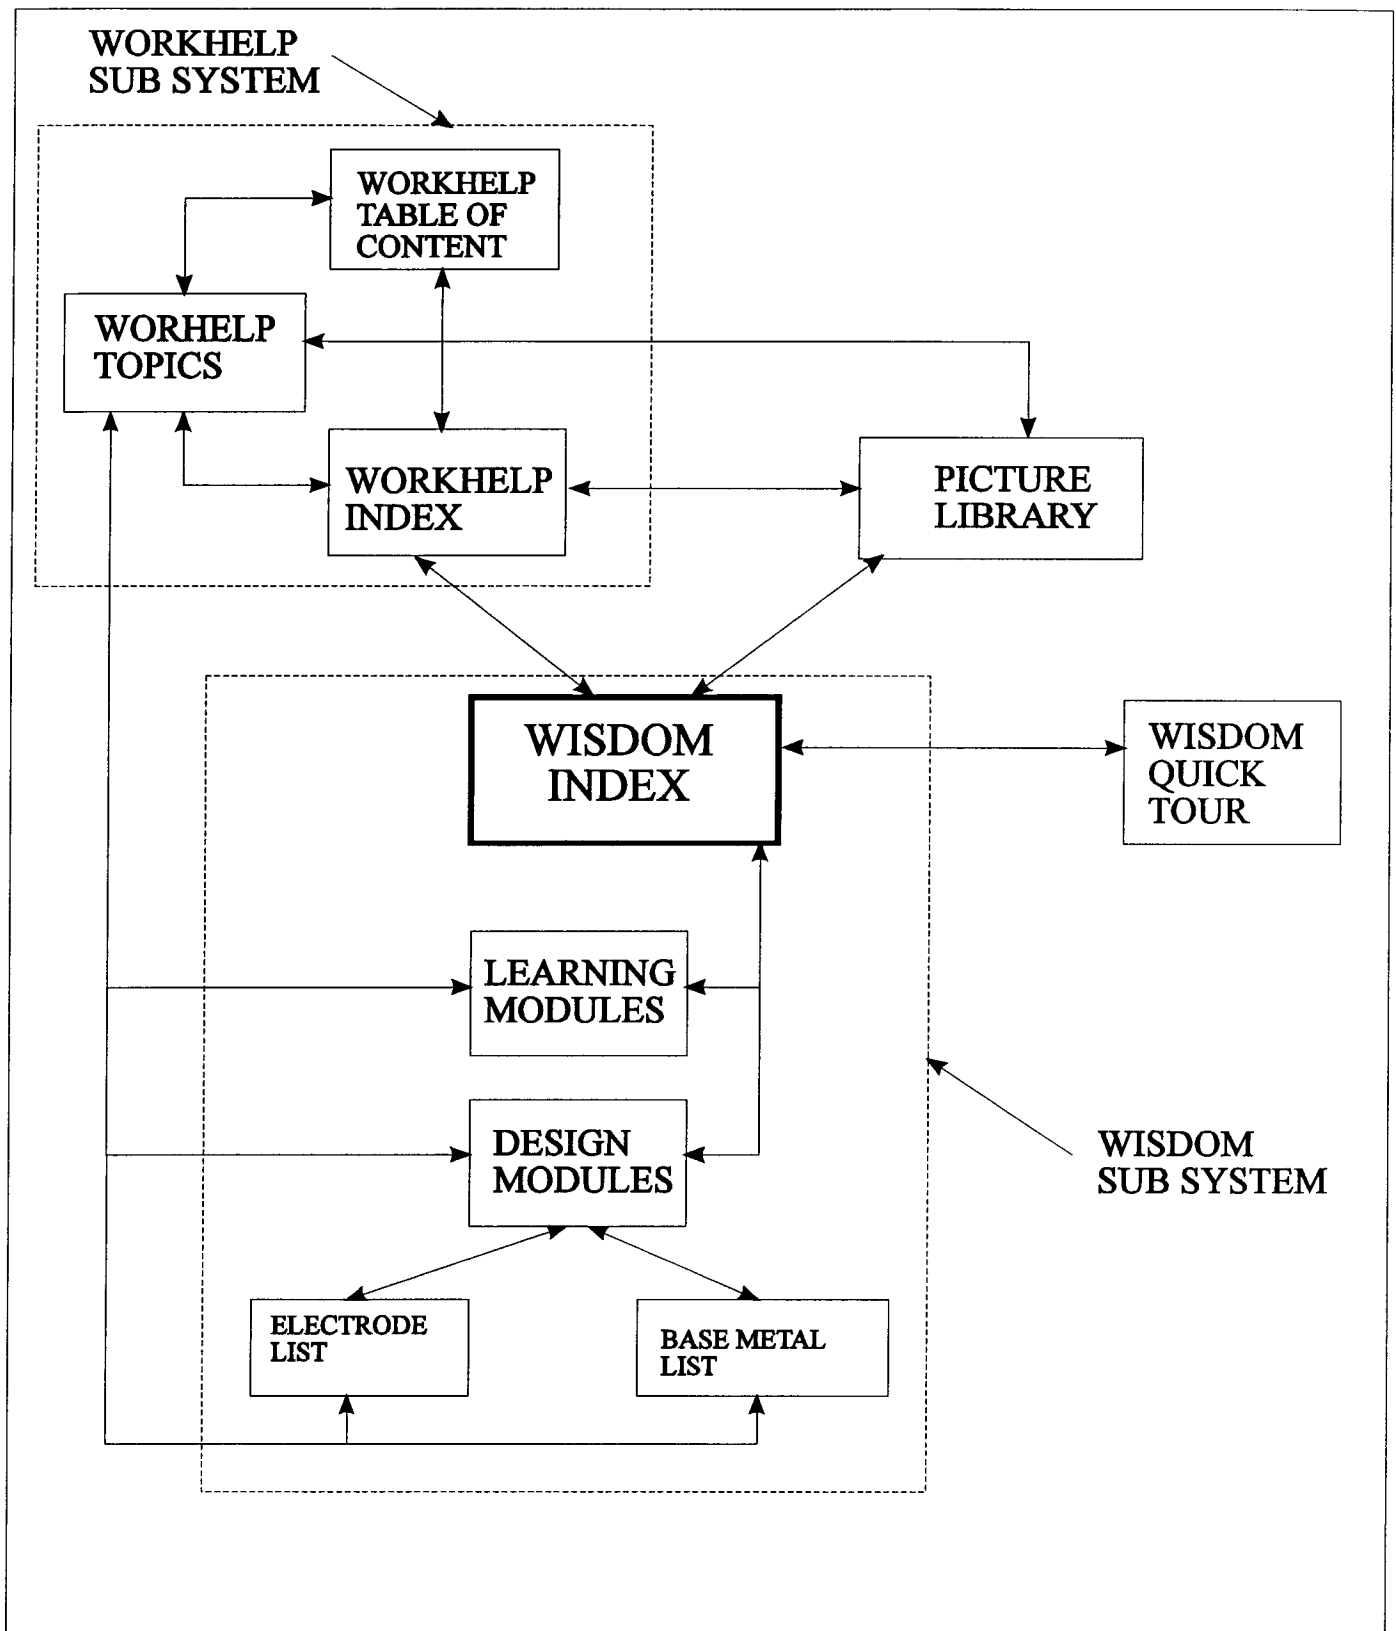 WORKHELP
SUB SYSTEM
WORKHELP
TABLE OF
CONTENT
WORHELP
TOPICS
WORKHELP
INDEX
PICTURE
LIBRARY
WISDOM
INDEX
WISDOM
QUICK
TOUR
LEARNING
MODULES
DESIGN
MODULES
WISDOM
SUB SYSTEM
ELECTRODE
LIST
BASE METAL
LIST